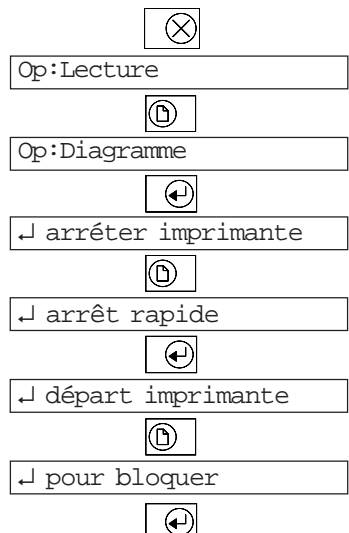 Op:Lecture
Op:Diagramme
↵ arréter imprimante
↵ arrêt rapide
↵ départ imprimante
↵ pour bloquer